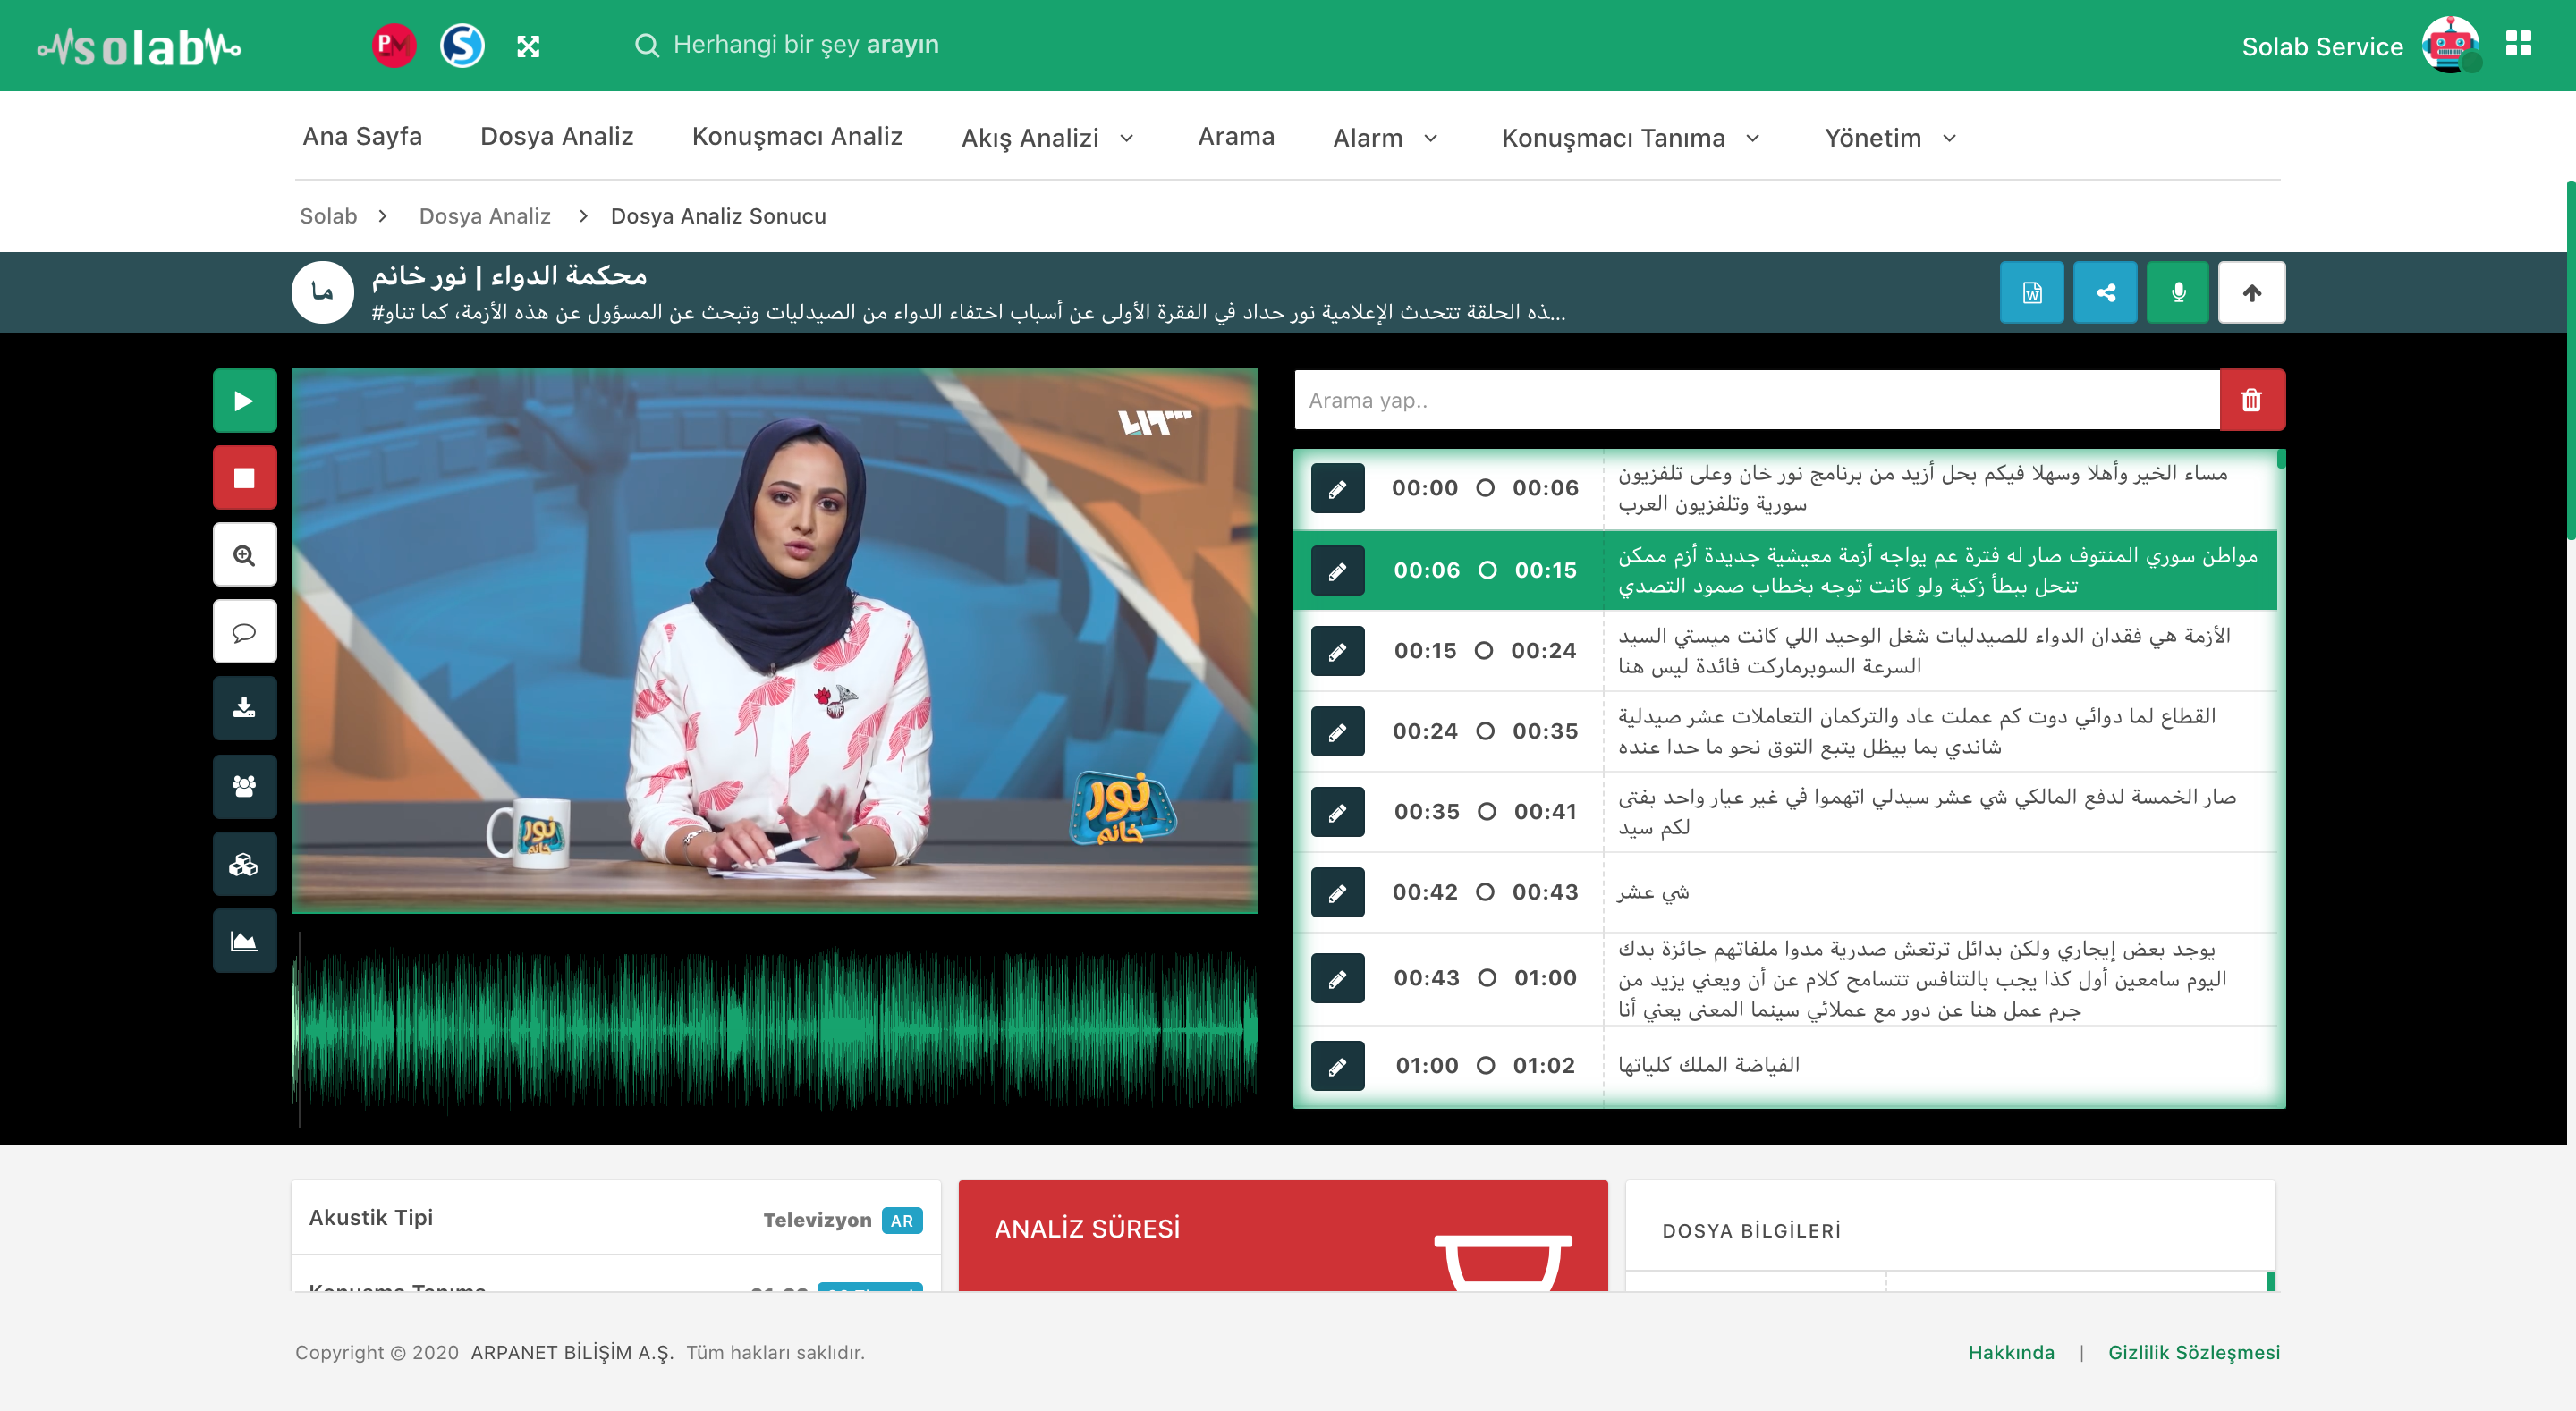 solab
Herhangi bir şey arayın
Solab Service
Ana Sayfa
Dosya Analiz
Konuşmacı Analiz
Akış Analizi
Arama
Alarm
Konuşmacı Tanıma
Yönetim
Solab
Dosya Analiz
Dosya Analiz Sonucu
ما
محكمة الدواء | نور خانم
#ذه الحلقة تتحدث الإعلامية نور حداد في الفقرة الأولى عن أسباب اختفاء الدواء من الصيدليات وتبحث عن المسؤول عن هذه الأزمة، كما تناو...
Arama yap..
00:00 00:06
مساء الخير وأهلا وسهلا فيكم بحل أزيد من برنامج نور خان وعلى تلفزيون
سورية وتلفزيون العرب
00:06 00:15
مواطن سوري المنتوف صار له فترة عم يواجه أزمة معيشية جديدة أزم ممكن
تنحل ببطأ زكية ولو كانت توجه بخطاب صمود التصدي
00:15 00:24
الأزمة هي فقدان الدواء للصيدليات شغل الوحيد اللي كانت ميستي السيد
السرعة السوبرماركت فائدة ليس هنا
00:24 00:35
القطاع لما دوائي دوت كم عملت عاد والتركمان التعاملات عشر صيدلية
شاندي بما بيظل يتبع التوق نحو ما حدا عنده
00:35 00:41
صار الخمسة لدفع المالكي شي عشر سيدلي اتهموا في غير عيار واحد بفتى
لكم سيد
00:42 00:43
شي عشر
00:43 01:00
يوجد بعض إيجاري ولكن بدائل ترتعش صدرية مدوا ملفاتهم جائزة بدك
اليوم سامعين أول كذا يجب بالتنافس تتسامح كلام عن أن ويعني يزيد من
جرم عمل هنا عن دور مع عملائي سينما المعنى يعني أنا
01:00 01:02
الفياضة الملك كلياتها
نور
خانم
نور
خانم
Akustik Tipi
Televizyon AR
ANALİZ SÜRESİ
DOSYA BİLGİLERİ
Copyright © 2020 ARPANET BİLİŞİM A.Ş. Tüm hakları saklıdır.
Hakkında | Gizlilik Sözleşmesi